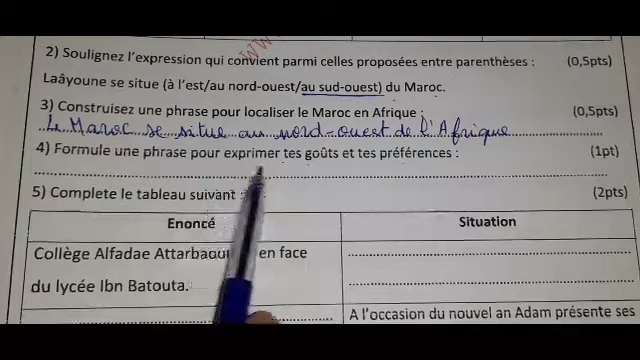 WW
2) Soulignez l'expression qui convient parmi celles proposées entre parenthèses : (0,5pts)
Laâyoune se situe (à l'est/au nord-ouest/au sud-ouest) du Maroc.
3) Construisez une phrase pour localiser le Maroc en Afrique : (0,5pts)
Le Maroc se situe au nord-ouest de l'Afrique
4) Formule une phrase pour exprimer tes goûts et tes préférences : (1pt)
5) Complete le tableau suivant : (2pts)
Enoncé Situation
Collège Alfadae en face
du lycée Ibn Batouta.
A l'occasion du nouvel an Adam présente ses